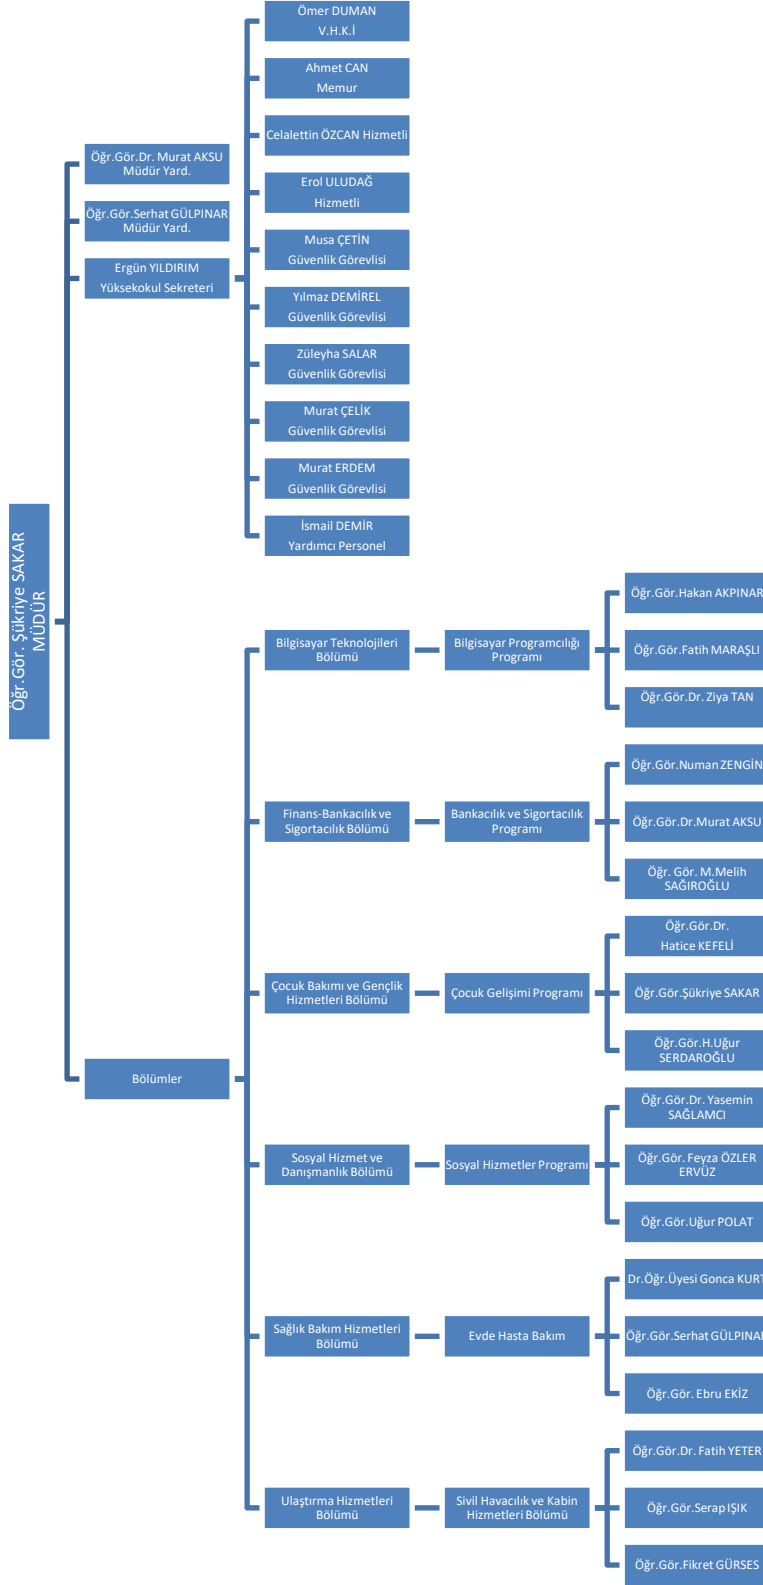 Öğr.Gör. Şükriye SAKAR
MÜDÜR
Öğr.Gör.Dr. Murat AKSU
Müdür Yard.
Öğr.Gör.Serhat GÜLPINAR
Müdür Yard.
Ergün YILDIRIM
Yüksekokul Sekreteri
Ömer DUMAN
V.H.K.İ
Ahmet CAN
Memur
Celalettin ÖZCAN Hizmetli
Erol ULUDAĞ
Hizmetli
Musa ÇETİN
Güvenlik Görevlisi
Yılmaz DEMİREL
Güvenlik Görevlisi
Züleyha SALAR
Güvenlik Görevlisi
Murat ÇELİK
Güvenlik Görevlisi
Murat ERDEM
Güvenlik Görevlisi
İsmail DEMİR
Yardımcı Personel
Bölümler
Bilgisayar Teknolojileri
Bölümü
Bilgisayar Programcılığı
Programı
Öğr.Gör.Hakan AKPINAR
Öğr.Gör.Fatih MARAŞLI
Öğr.Gör.Dr. Ziya TAN
Finans-Bankacılık ve
Sigortacılık Bölümü
Bankacılık ve Sigortacılık
Programı
Öğr.Gör.Numan ZENGİN
Öğr.Gör.Dr.Murat AKSU
Öğr. Gör. M.Melih
SAĞIROĞLU
Çocuk Bakımı ve Gençlik
Hizmetleri Bölümü
Çocuk Gelişimi Programı
Öğr.Gör.Dr.
Hatice KEFELİ
Öğr.Gör.Şükriye SAKAR
Öğr.Gör.H.Uğur
SERDAROĞLU
Sosyal Hizmet ve
Danışmanlık Bölümü
Sosyal Hizmetler Programı
Öğr.Gör.Dr. Yasemin
SAĞLAMCI
Öğr.Gör. Feyza ÖZLER
ERVÜZ
Öğr.Gör.Uğur POLAT
Sağlık Bakım Hizmetleri
Bölümü
Evde Hasta Bakım
Dr.Öğr.Üyesi Gonca KURT
Öğr.Gör.Serhat GÜLPINAR
Öğr.Gör. Ebru EKİZ
Ulaştırma Hizmetleri
Bölümü
Sivil Havacılık ve Kabin
Hizmetleri Bölümü
Öğr.Gör.Dr. Fatih YETER
Öğr.Gör.Serap IŞIK
Öğr.Gör.Fikret GÜRSES